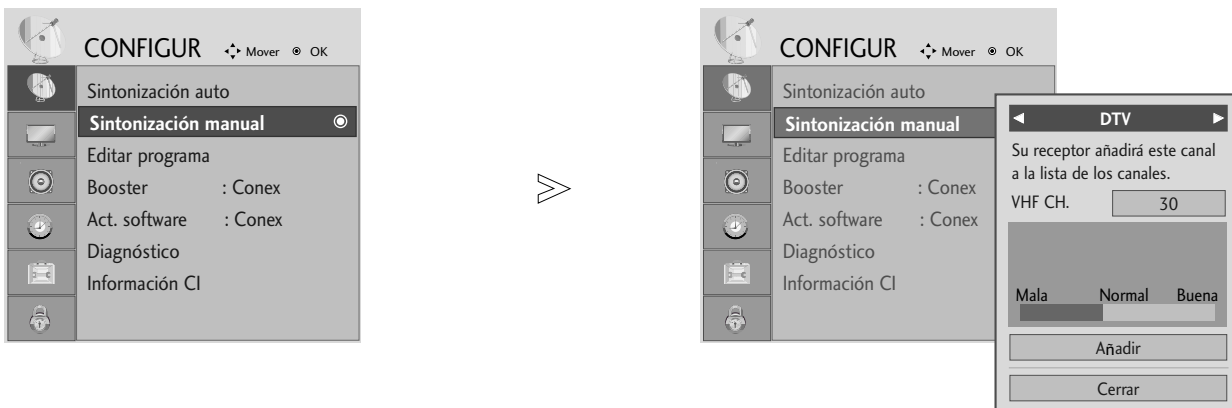 CONFIGUR Mover OK
Sintonización auto
Sintonización manual
Editar programa
Booster : Conex
Act. software : Conex
Diagnóstico
Información CI
CONFIGUR Mover OK
Sintonización auto
Sintonización manual
Editar programa
Booster : Conex
Act. software : Conex
Diagnóstico
Información CI
DTV
Su receptor añadirá este canal
a la lista de los canales.
VHF CH. 30
Mala Normal Buena
Añadir
Cerrar